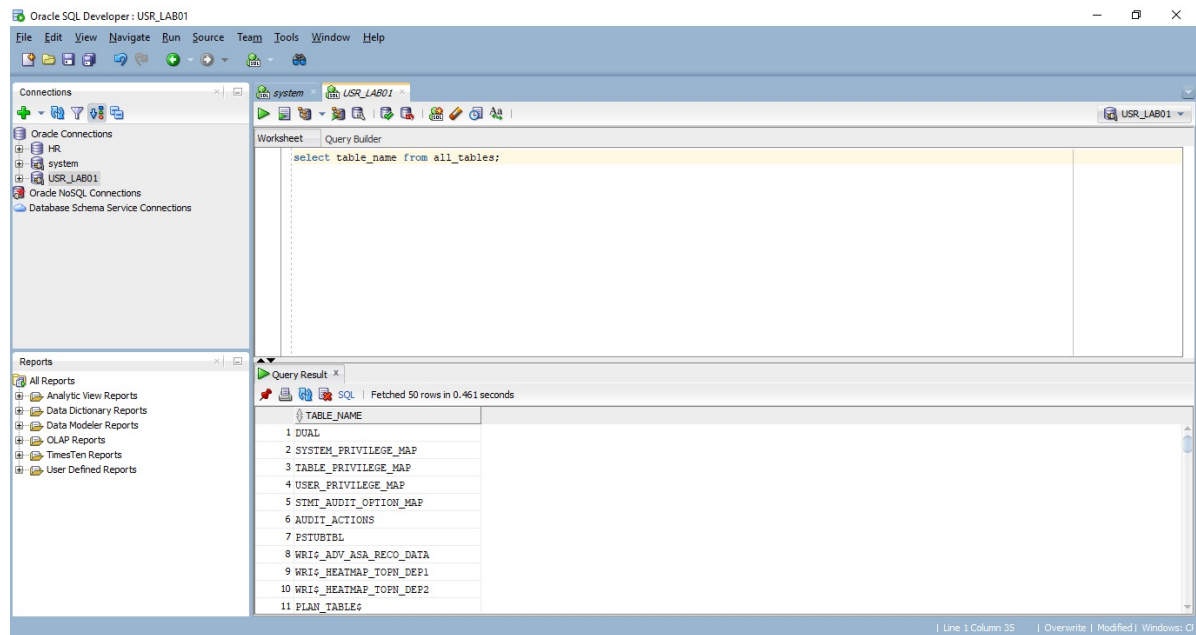 Oracle SQL Developer : USR_LAB01
File Edit View Navigate Run Source Team Tools Window Help
Connections
Oracle Connections
HR
system
USR_LAB01
Oracle NoSQL Connections
Database Schema Service Connections
Reports
All Reports
Analytic View Reports
Data Dictionary Reports
Data Modeler Reports
OLAP Reports
TimesTen Reports
User Defined Reports
system USR_LAB01
USR_LAB01
Worksheet Query Builder
select table_name from all_tables;
Query Result
SQL | Fetched 50 rows in 0.461 seconds
TABLE_NAME
1 DUAL
2 SYSTEM_PRIVILEGE_MAP
3 TABLE_PRIVILEGE_MAP
4 USER_PRIVILEGE_MAP
5 STMT_AUDIT_OPTION_MAP
6 AUDIT_ACTIONS
7 PSTUBTBL
8 WRI$_ADV_ASA_RECO_DATA
9 WRI$_HEATMAP_TOPN_DEP1
10 WRI$_HEATMAP_TOPN_DEP2
11 PLAN_TABLE$
| Line 1 Column 35 | Overwrite | Modified | Windows: C